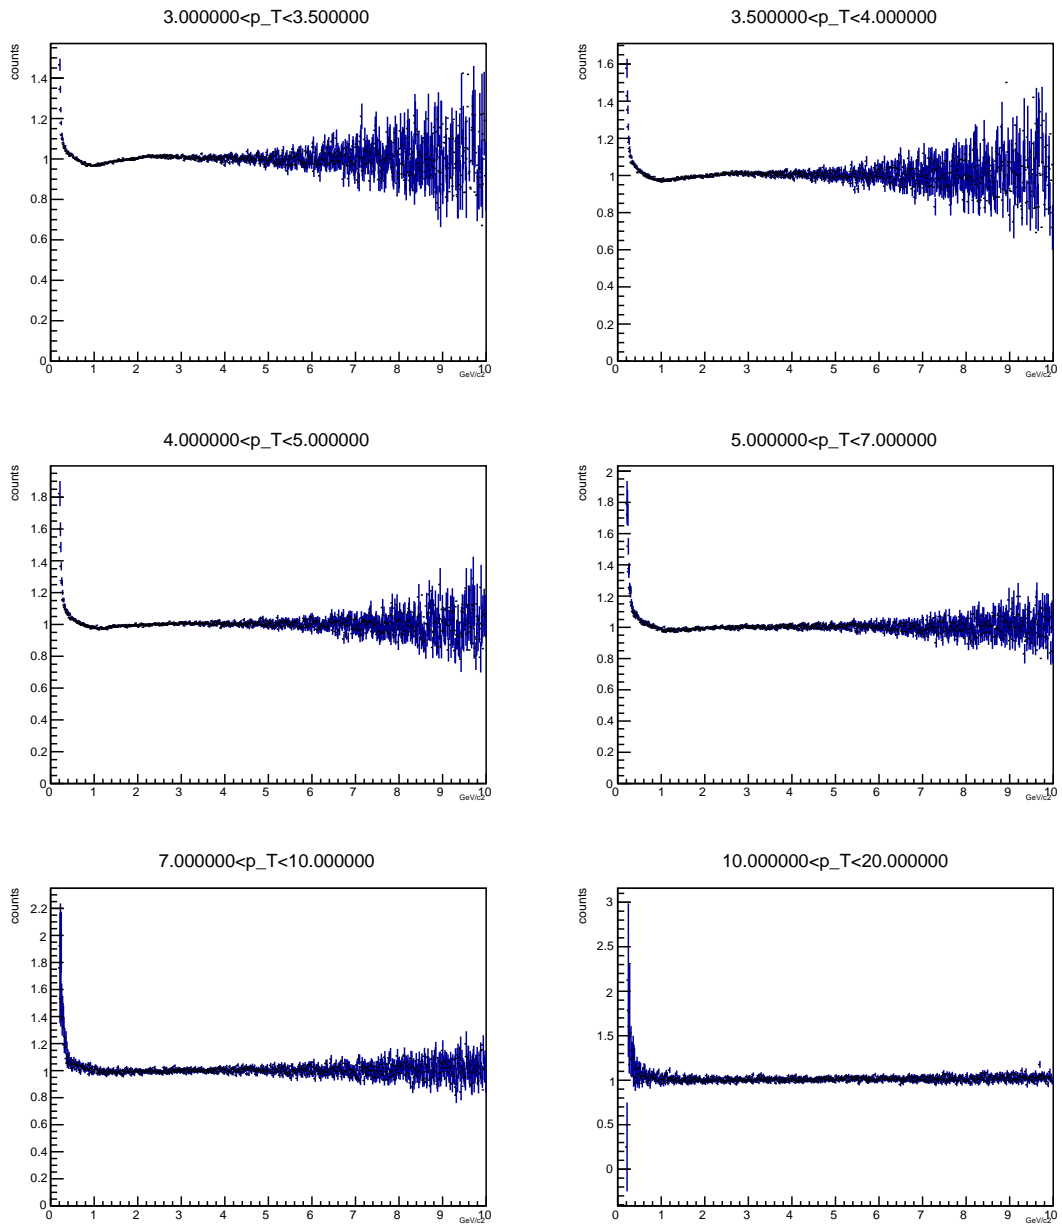 3.000000<p_T<3.500000
counts
1.4
1.2
1
0.8
0.6
0.4
0.2
0
0 1 2 3 4 5 6 7 8 9 10
GeV/c2
3.500000<p_T<4.000000
counts
1.6
1.4
1.2
1
0.8
0.6
0.4
0.2
0
0 1 2 3 4 5 6 7 8 9 10
GeV/c2
4.000000<p_T<5.000000
counts
1.8
1.6
1.4
1.2
1
0.8
0.6
0.4
0.2
0
0 1 2 3 4 5 6 7 8 9 10
GeV/c2
5.000000<p_T<7.000000
counts
2
1.8
1.6
1.4
1.2
1
0.8
0.6
0.4
0.2
0
0 1 2 3 4 5 6 7 8 9 10
GeV/c2
7.000000<p_T<10.000000
counts
2.2
2
1.8
1.6
1.4
1.2
1
0.8
0.6
0.4
0.2
0
0 1 2 3 4 5 6 7 8 9 10
GeV/c2
10.000000<p_T<20.000000
counts
3
2.5
2
1.5
1
0.5
0
0 1 2 3 4 5 6 7 8 9 10
GeV/c2